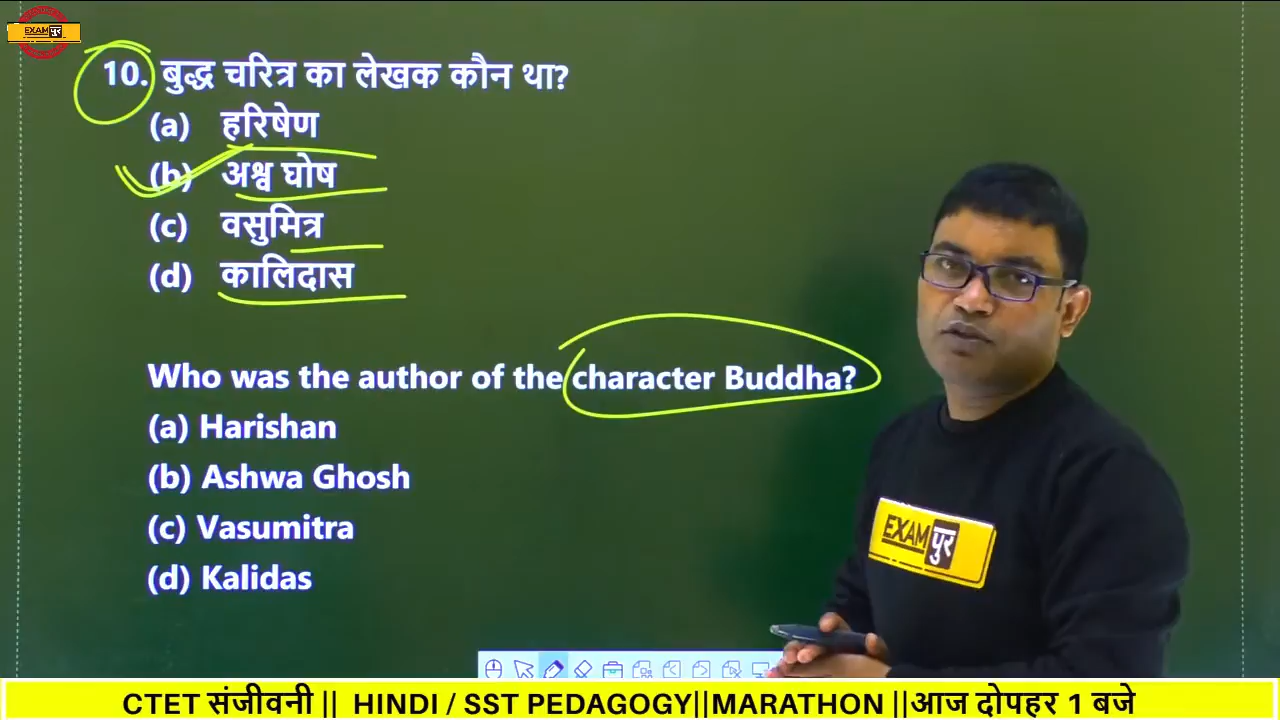 EXAM पुर
10. बुद्ध चरित्र का लेखक कौन था?
(a) हरिषेण
(b) अश्व घोष
(c) वसुमित्र
(d) कालिदास
Who was the author of the character Buddha?
(a) Harishan
(b) Ashwa Ghosh
(c) Vasumitra
(d) Kalidas
EXAM पुर
CTET संजीवनी || HINDI / SST PEDAGOGY||MARATHON ||आज दोपहर 1 बजे